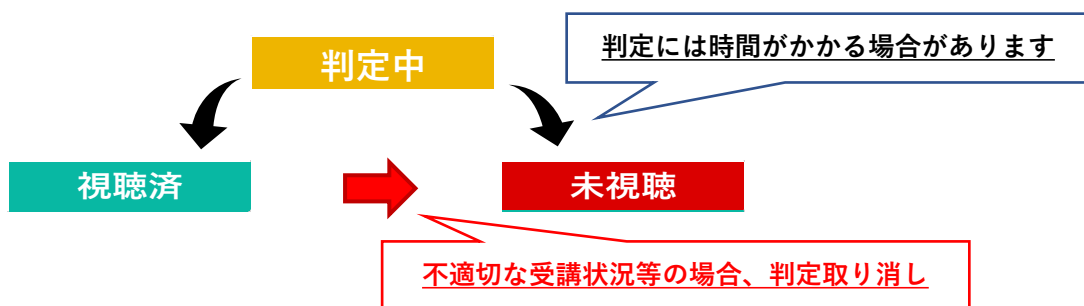 判定中
判定には時間がかかる場合があります
視聴済
未視聴
不適切な受講状況等の場合、判定取り消し